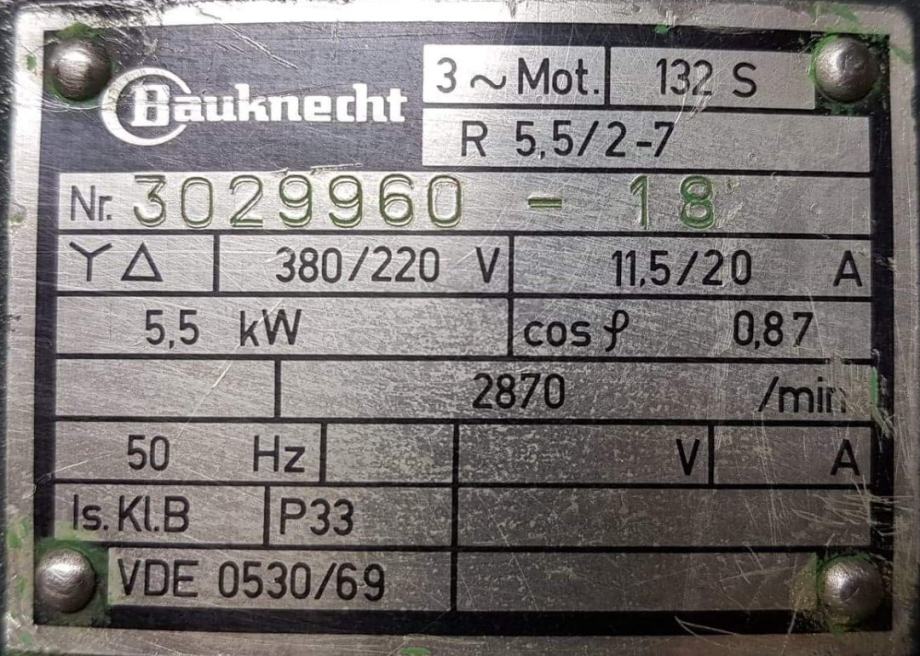 Bauknecht
3 ~ Mot. 132 S
R 5,5/2-7
Nr. 3029960 - 18
Y Δ 380/220 V 11,5/20 A
5,5 kW cos φ 0,87
2870 /min
50 Hz V A
Is. Kl. B P33
VDE 0530/69